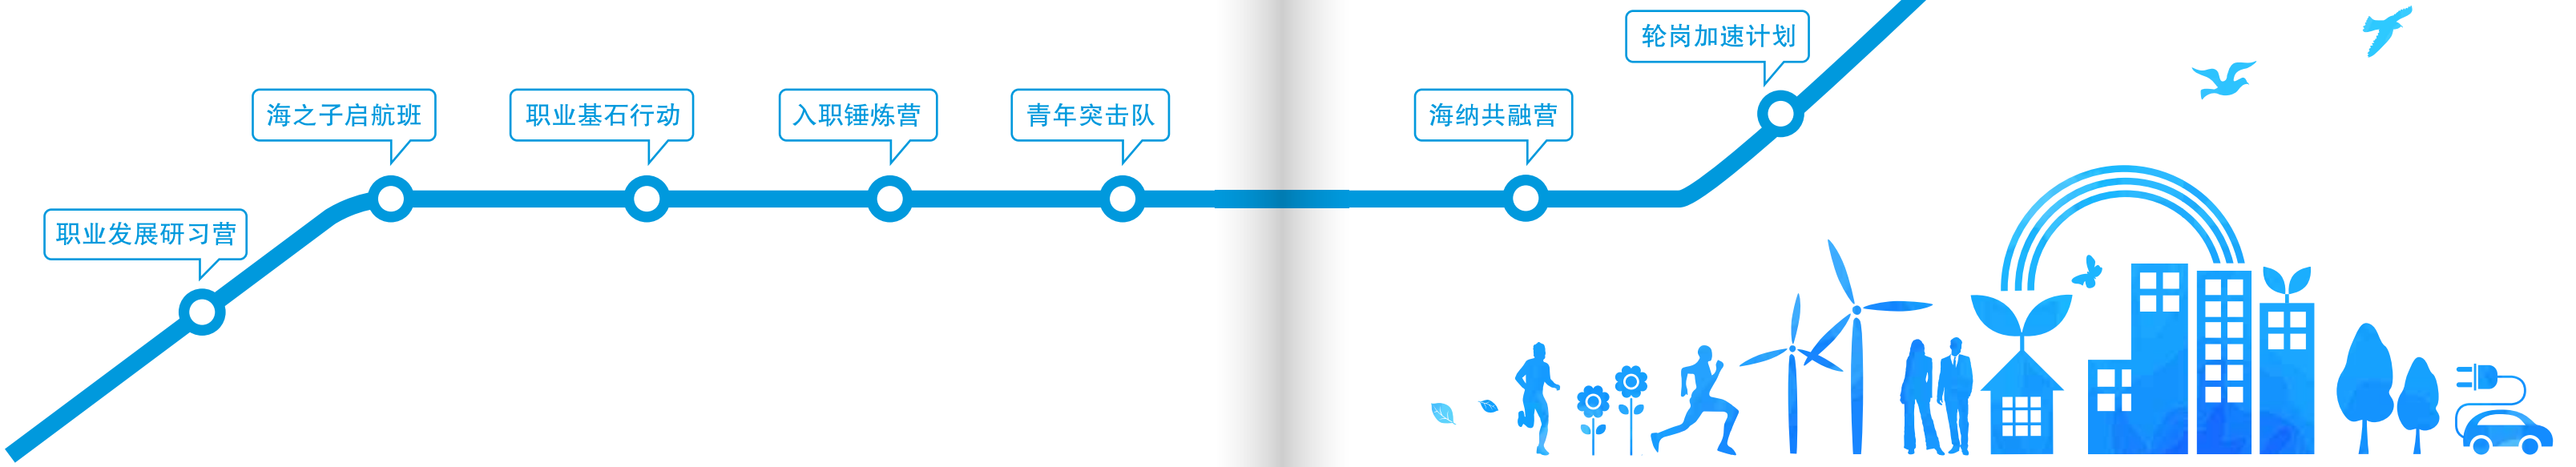 职业发展研习营
海之子启航班
职业基石行动
入职锤炼营
青年突击队
海纳共融营
轮岗加速计划